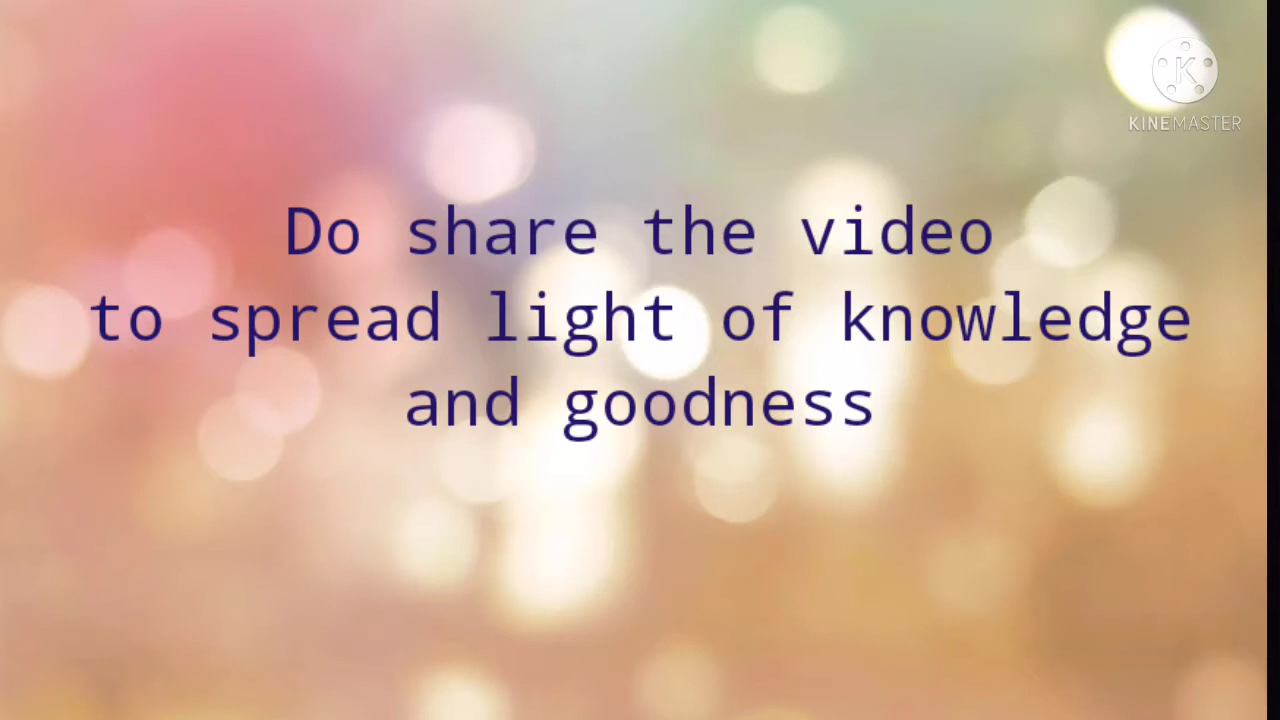 KINEMASTER
Do share the video
to spread light of knowledge
and goodness